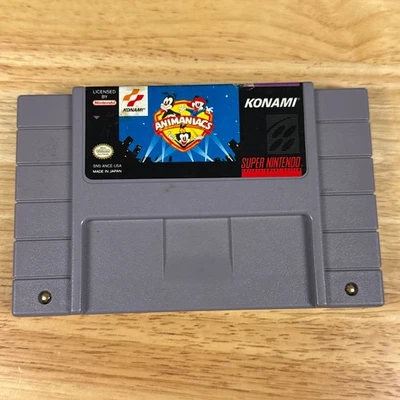 LICENSED
BY
Nintendo
KONAMI
ANIMANIACS
SNS-ANCE USA
MADE IN JAPAN
KONAMI
SUPER NINTENDO